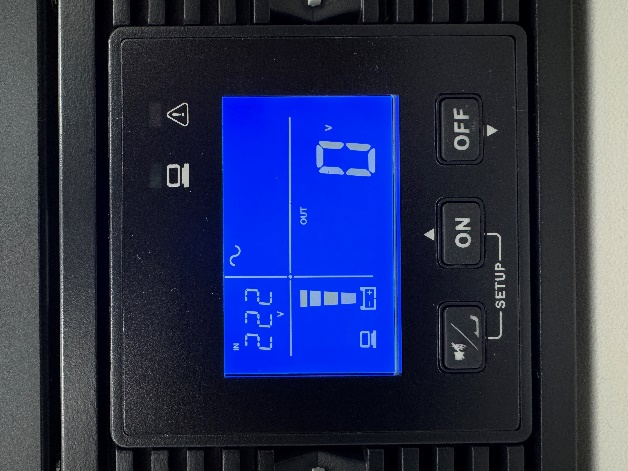 IN
222 V
OUT
0 V
ON OFF
SETUP